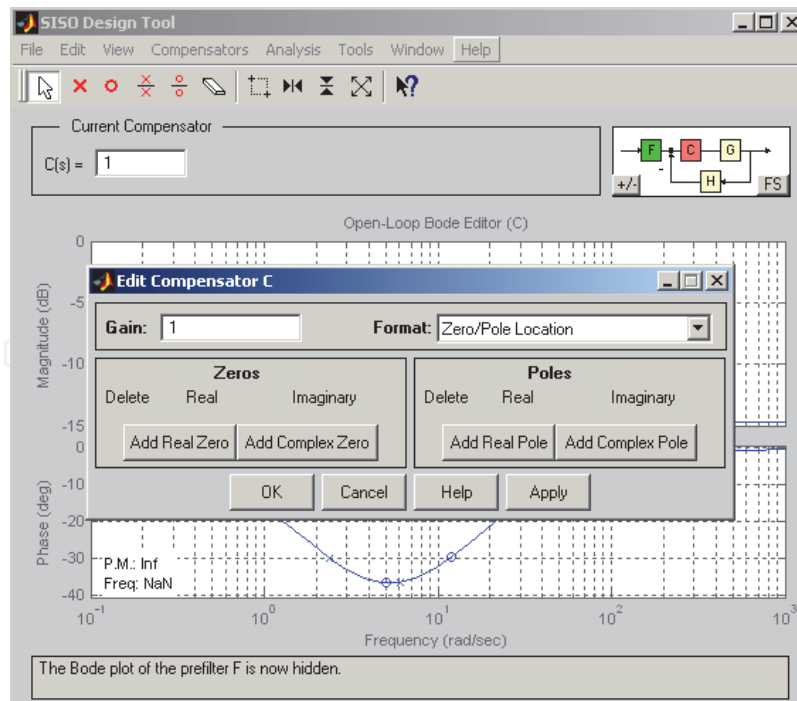 SISO Design Tool
File Edit View Compensators Analysis Tools Window Help
Current Compensator
C(s) = 1
F C G
H
+/- FS
Open-Loop Bode Editor (C)
Magnitude (dB)
0
-5
-10
-15
Edit Compensator C
Gain: 1 Format: Zero/Pole Location
Zeros Poles
Delete Real Imaginary Delete Real Imaginary
Add Real Zero Add Complex Zero Add Real Pole Add Complex Pole
OK Cancel Help Apply
Phase (deg)
0
-10
-20
-30
-40
P.M.: Inf
Freq: NaN
10^-1 10^0 10^1 10^2 10^3
Frequency (rad/sec)
The Bode plot of the prefilter F is now hidden.